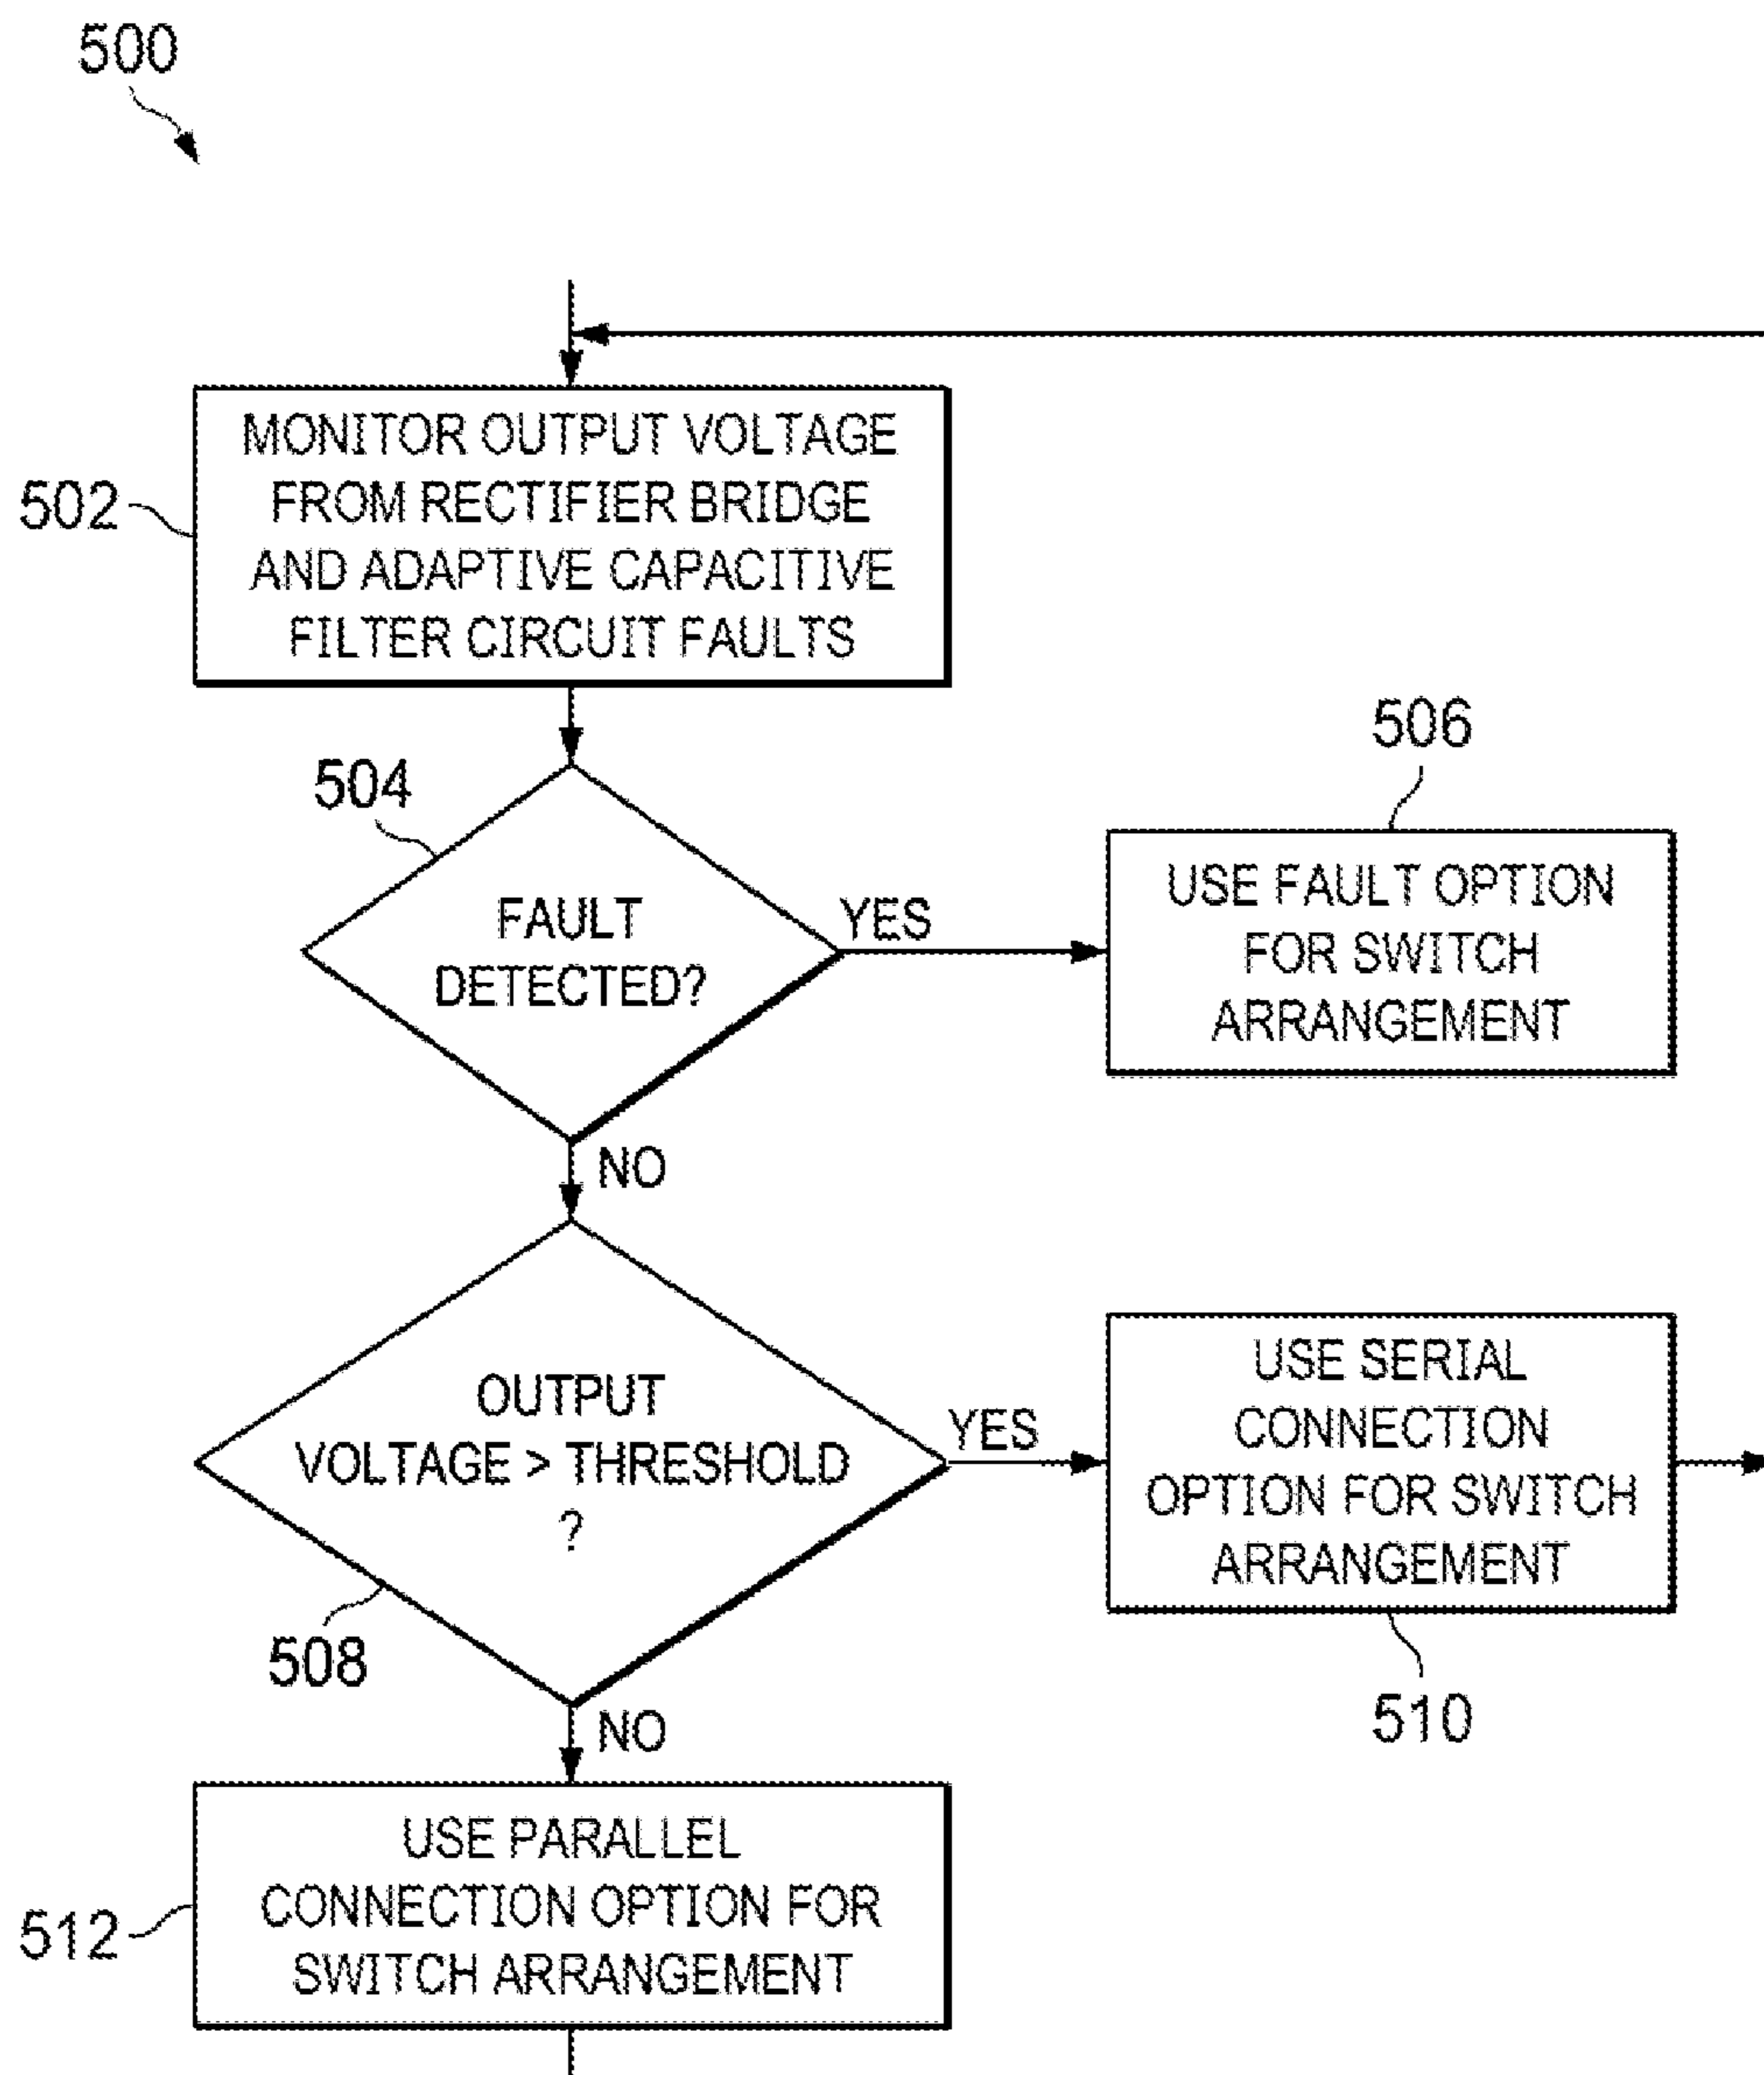 500
502
MONITOR OUTPUT VOLTAGE
FROM RECTIFIER BRIDGE
AND ADAPTIVE CAPACITIVE
FILTER CIRCUIT FAULTS
504
FAULT
DETECTED?
YES
506
USE FAULT OPTION
FOR SWITCH
ARRANGEMENT
NO
OUTPUT
VOLTAGE > THRESHOLD
?
508
YES
USE SERIAL
CONNECTION
OPTION FOR SWITCH
ARRANGEMENT
510
NO
512
USE PARALLEL
CONNECTION OPTION FOR
SWITCH ARRANGEMENT